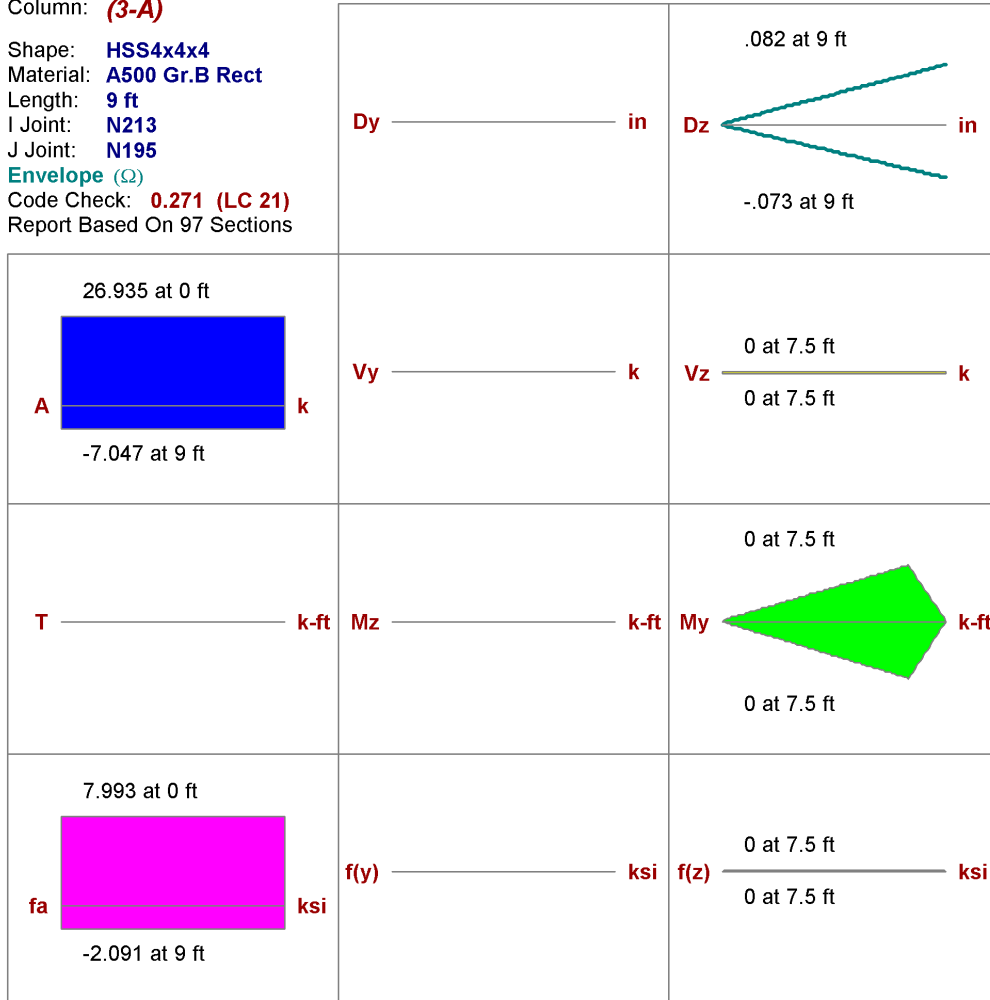 Column: (3-A)
Shape: HSS4x4x4
Material: A500 Gr.B Rect
Length: 9 ft
I Joint: N213
J Joint: N195
Envelope (Ω)
Code Check: 0.271 (LC 21)
Report Based On 97 Sections
Dy in
.082 at 9 ft
Dz in
-.073 at 9 ft
26.935 at 0 ft
A k
-7.047 at 9 ft
Vy k
0 at 7.5 ft
Vz k
0 at 7.5 ft
T k-ft
Mz k-ft
0 at 7.5 ft
My k-ft
0 at 7.5 ft
7.993 at 0 ft
fa ksi
-2.091 at 9 ft
f(y) ksi
0 at 7.5 ft
f(z) ksi
0 at 7.5 ft